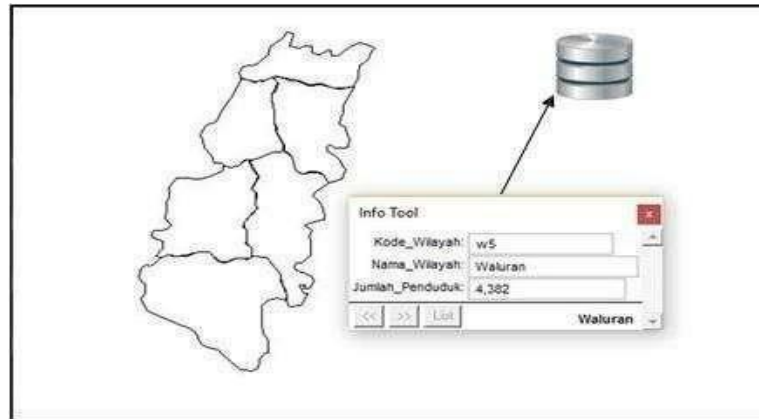 Info Tool
Kode_Wilayah: w5
Nama_Wilayah: Waluran
Jumlah_Penduduk: 4,382
<< >> List Waluran